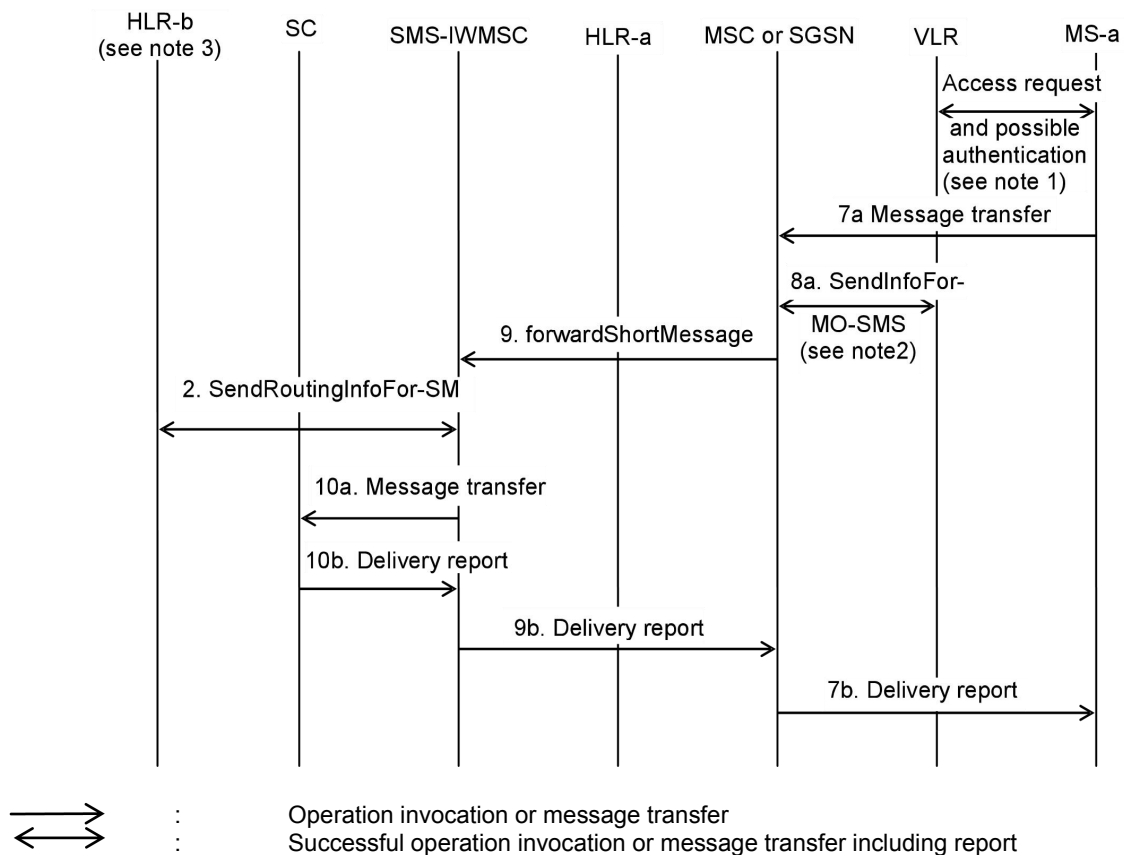 HLR-b
(see note 3)
SC
SMS-IWMSC
HLR-a
MSC or SGSN
VLR
MS-a
Access request
and possible
authentication
(see note 1)
7a Message transfer
8a. SendInfoFor-
MO-SMS
(see note2)
9. forwardShortMessage
2. SendRoutingInfoFor-SM
10a. Message transfer
10b. Delivery report
9b. Delivery report
7b. Delivery report
: Operation invocation or message transfer
: Successful operation invocation or message transfer including report